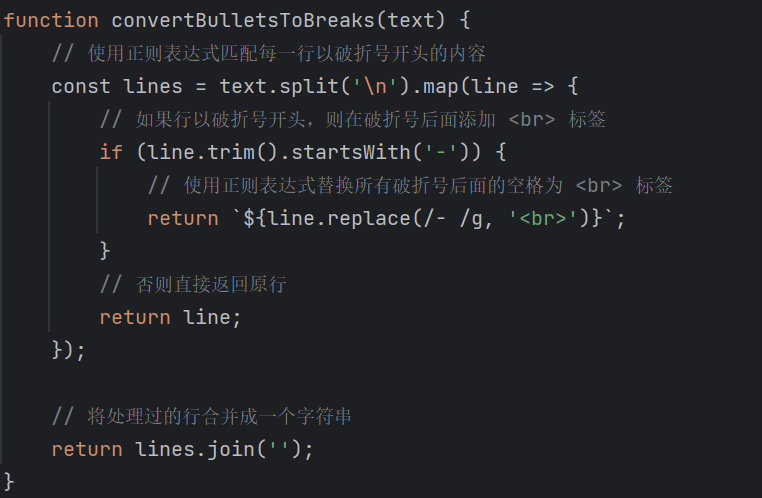 function convertBulletsToBreaks(text) {
    // 使用正则表达式匹配每一行以破折号开头的内容
    const lines = text.split('\n').map(line => {
        // 如果行以破折号开头，则在破折号后面添加 <br> 标签
        if (line.trim().startsWith('-')) {
            // 使用正则表达式替换所有破折号后面的空格为 <br> 标签
            return `${line.replace(/- /g, '<br>')}`;
        }
        // 否则直接返回原行
        return line;
    });

    // 将处理过的行合并成一个字符串
    return lines.join('');
}